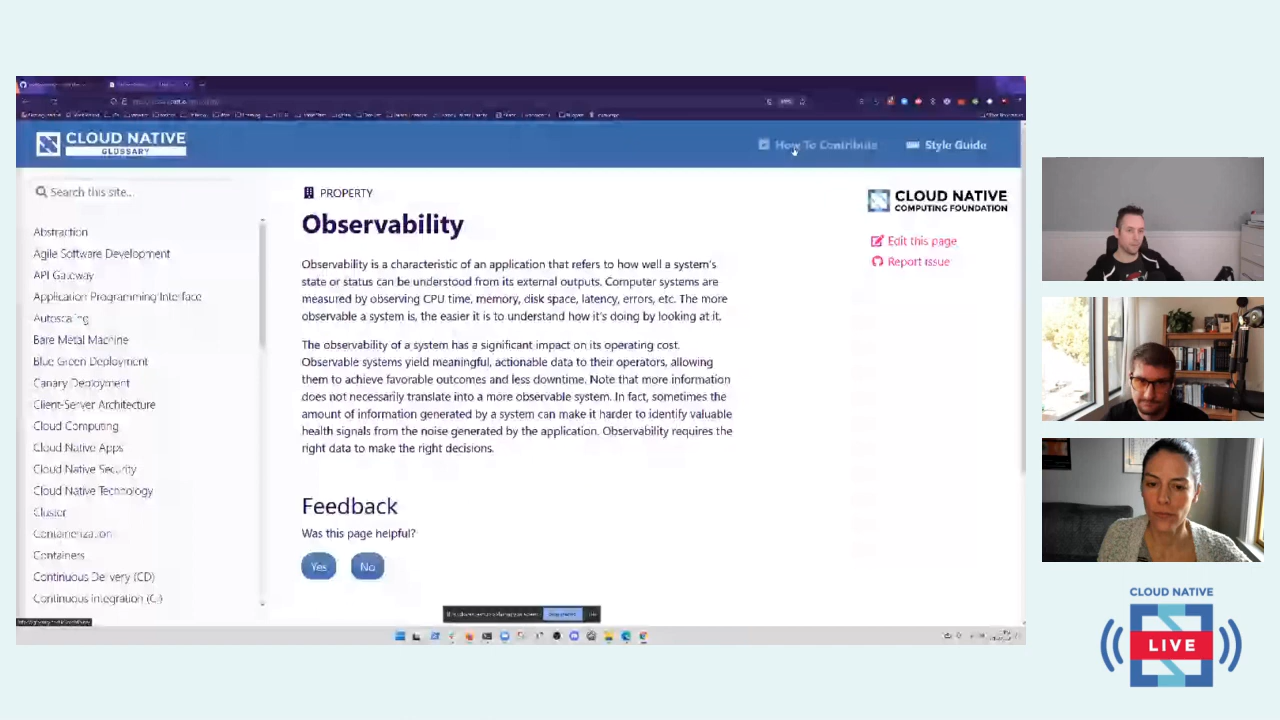 CLOUD NATIVE
GLOSSARY
How To Contribute
Style Guide
Search this site...
Abstraction
Agile Software Development
API Gateway
Application Programming Interface
Autoscaling
Bare Metal Machine
Blue Green Deployment
Canary Deployment
Client-Server Architecture
Cloud Computing
Cloud Native Apps
Cloud Native Security
Cloud Native Technology
Cluster
Containerization
Containers
Continuous Delivery (CD)
Continuous Integration (CI)
PROPERTY
Observability
Observability is a characteristic of an application that refers to how well a system's
state or status can be understood from its external outputs. Computer systems are
measured by observing CPU time, memory, disk space, latency, errors, etc. The more
observable a system is, the easier it is to understand how it's doing by looking at it.
The observability of a system has a significant impact on its operating cost.
Observable systems yield meaningful, actionable data to their operators, allowing
them to achieve favorable outcomes and less downtime. Note that more information
does not necessarily translate into a more observable system. In fact, sometimes the
amount of information generated by a system can make it harder to identify valuable
health signals from the noise generated by the application. Observability requires the
right data to make the right decisions.
Feedback
Was this page helpful?
Yes
No
CLOUD NATIVE
COMPUTING FOUNDATION
Edit this page
Report issue
CLOUD NATIVE
LIVE